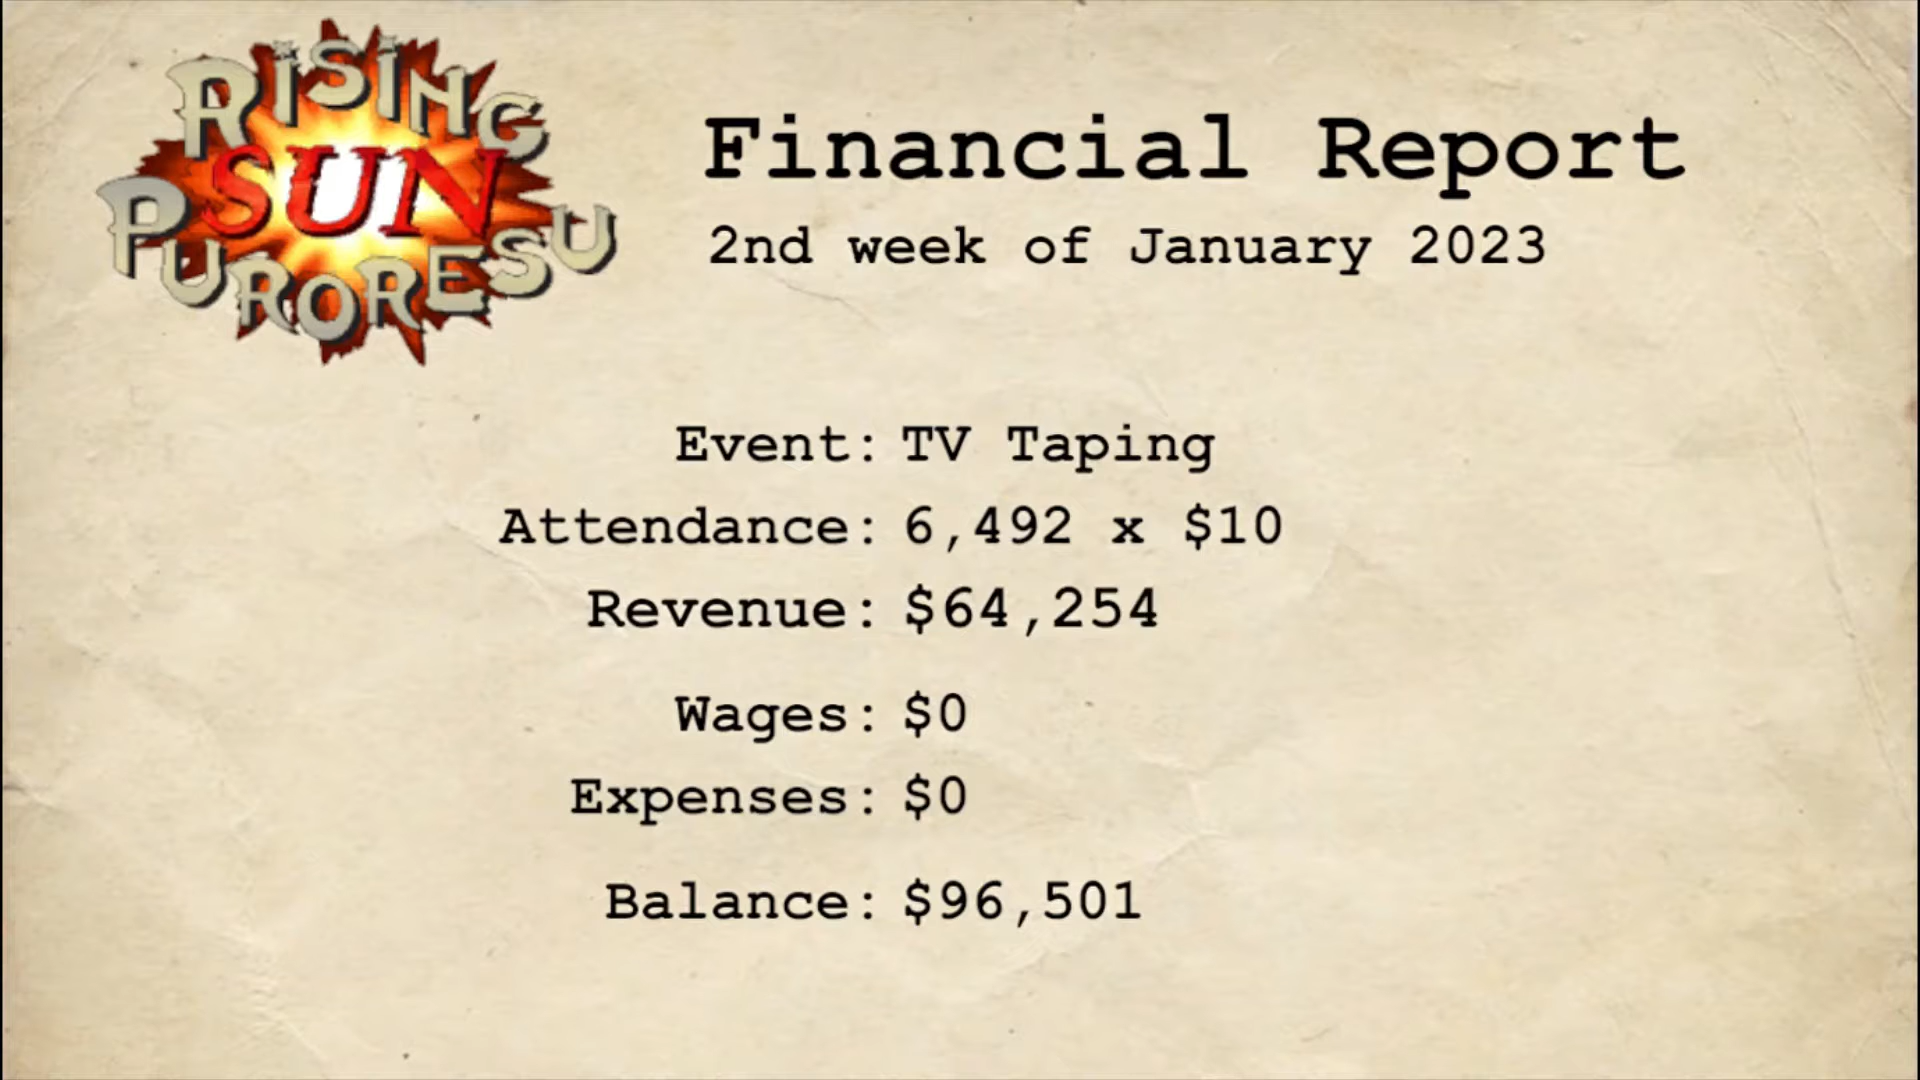 RISING
SUN
PURORESU
Financial Report
2nd week of January 2023
Event: TV Taping
Attendance: 6,492 x $10
Revenue: $64,254
Wages: $0
Expenses: $0
Balance: $96,501